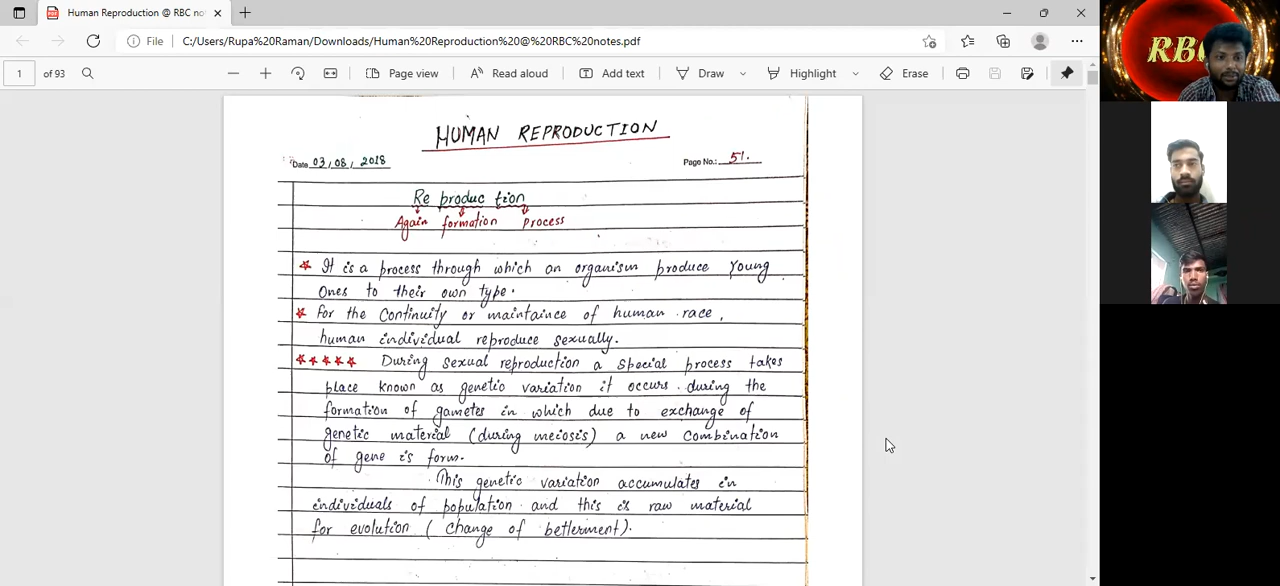 Human Reproduction @ RBC no
File C:/Users/Rupa%20Raman/Downloads/Human%20Reproduction%20@%20RBC%20notes.pdf
1 of 93 Page view Read aloud Add text Draw Highlight Erase
RBC
HUMAN REPRODUCTION
Date 03, 08, 2018 Page No.: 51.
Re produc tion
Again formation process
It is a process through which an organism produce Young
Ones to their own type.
For the Continuity or maintaince of human race,
human individual reproduce sexually.
During sexual reproduction a special process takes
place known as genetic variation it occurs during the
formation of gametes in which due to exchange of
genetic material (during meiosis) a new combination
of gene is form.
This genetic variation accumulates in
individuals of population and this is raw material
for evolution ( change of betterment).